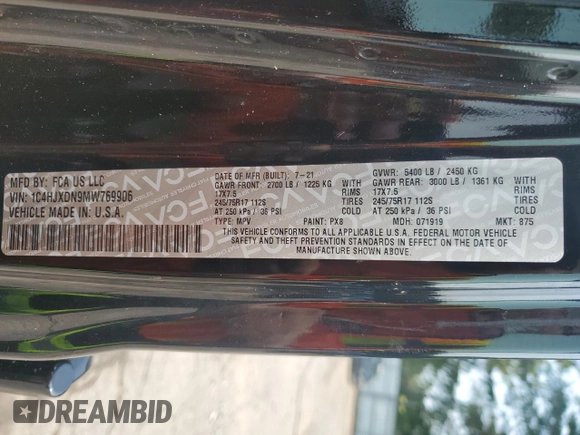 MFD BY: FCA US LLC
VIN: 1C4HJXDN9MW769906
VEHICLE MADE IN: U.S.A.
DATE OF MFR (BUILT): 7-21
GAWR FRONT: 2700 LB / 1225 KG
17X7.5
245/75R17 112S
AT 250 kPa / 36 PSI
TYPE: MPV
WITH
RIMS
TIRES
COLD
PAINT: PX8
GVWR: 5400 LB / 2450 KG
GAWR REAR: 3000 LB / 1361 KG
17X7.5
245/75R17 112S
AT 250 kPa / 36 PSI
MDH: 071919
WITH
RIMS
TIRES
COLD
MKT: 875
THIS VEHICLE CONFORMS TO ALL APPLICABLE U.S.A. FEDERAL MOTOR VEHICLE
SAFETY, BUMPER AND THEFT PREVENTION STANDARDS IN EFFECT ON THE DATE OF
MANUFACTURE SHOWN ABOVE.
DREAMBID